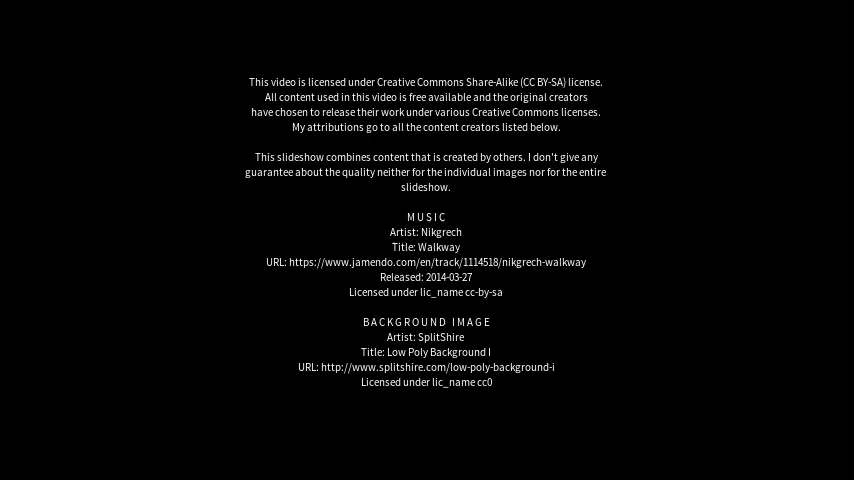 This video is licensed under Creative Commons Share-Alike (CC BY-SA) license.
All content used in this video is free available and the original creators
have chosen to release their work under various Creative Commons licenses.
My attributions go to all the content creators listed below.
This slideshow combines content that is created by others. I don't give any
guarantee about the quality neither for the individual images nor for the entire
slideshow.
MUSIC
Artist: Nikgrech
Title: Walkway
URL: https://www.jamendo.com/en/track/1114518/nikgrech-walkway
Released: 2014-03-27
Licensed under lic_name cc-by-sa
BACKGROUND IMAGE
Artist: SplitShire
Title: Low Poly Background I
URL: http://www.splitshire.com/low-poly-background-i
Licensed under lic_name cc0